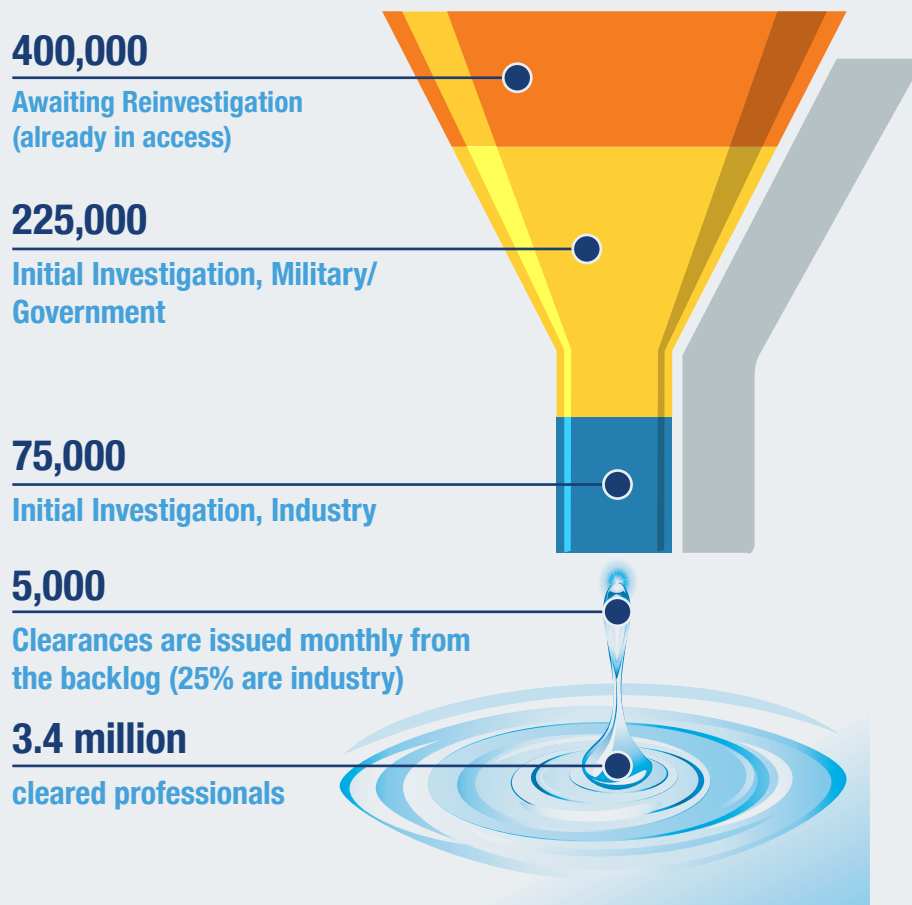 400,000
Awaiting Reinvestigation
(already in access)
225,000
Initial Investigation, Military/
Government
75,000
Initial Investigation, Industry
5,000
Clearances are issued monthly from
the backlog (25% are industry)
3.4 million
cleared professionals